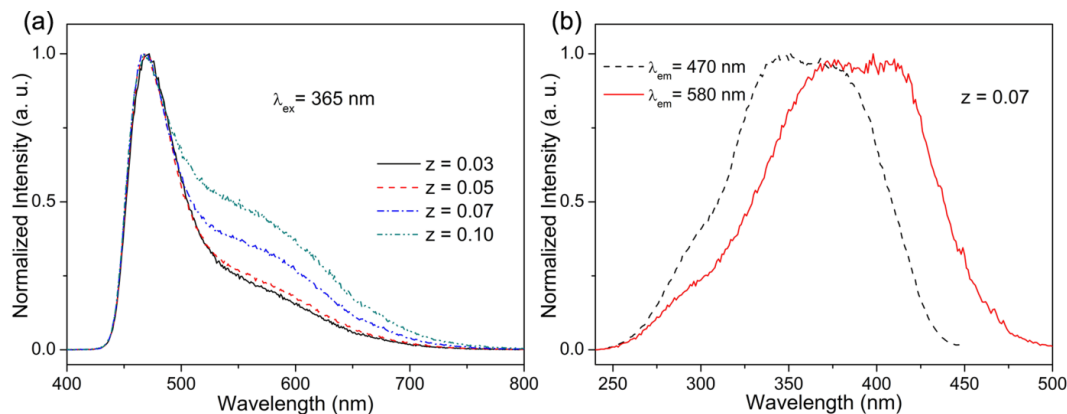 (a)
Normalized Intensity (a. u.)
1.0
0.5
0.0
λex = 365 nm
z = 0.03
z = 0.05
z = 0.07
z = 0.10
400 500 600 700 800
Wavelength (nm)
(b)
Normalized Intensity (a. u.)
1.0
0.5
0.0
λem= 470 nm
λem= 580 nm
z = 0.07
250 300 350 400 450 500
Wavelength (nm)